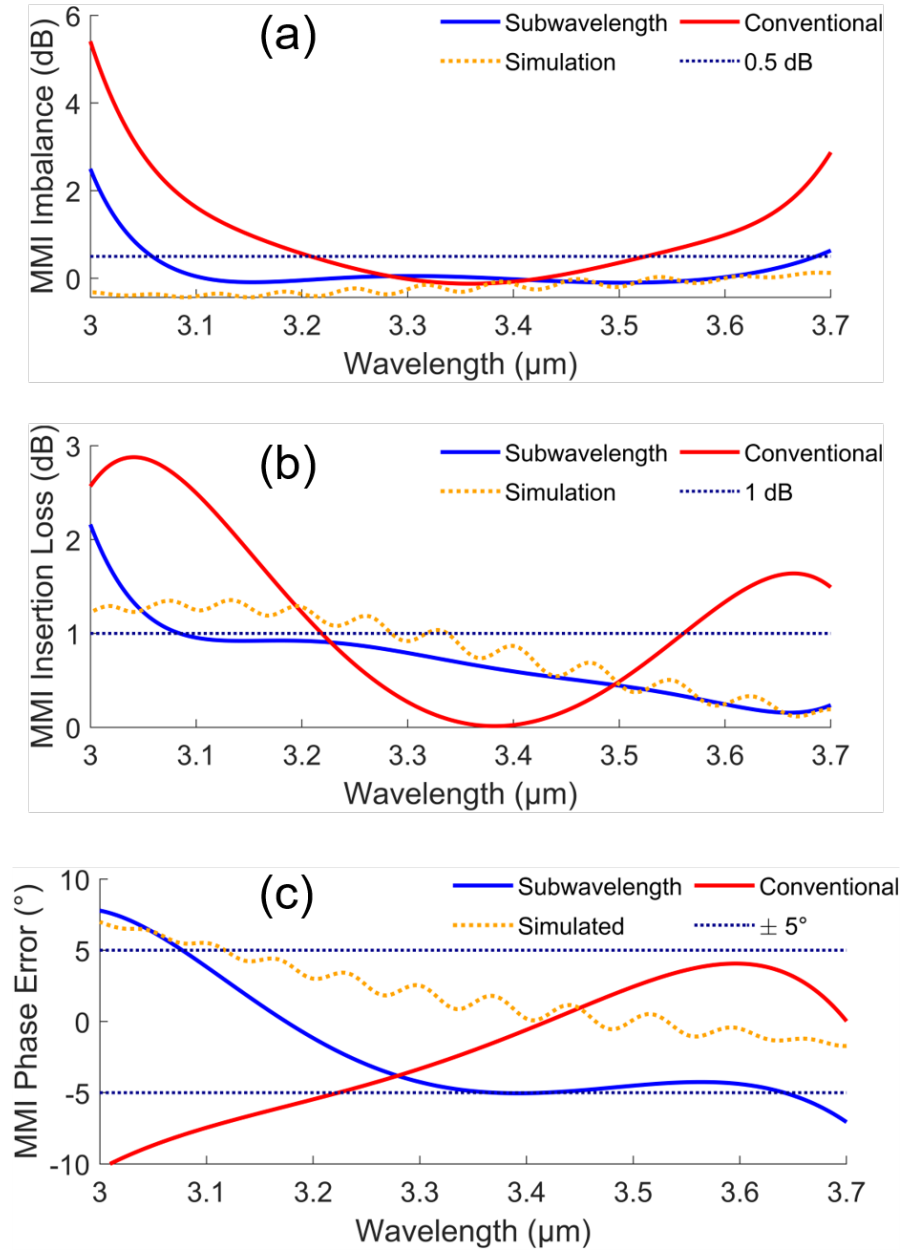 (a)
Subwavelength
Conventional
Simulation
0.5 dB
MMI Imbalance (dB)
6
4
2
0
3
3.1
3.2
3.3
3.4
3.5
3.6
3.7
Wavelength (µm)
(b)
Subwavelength
Conventional
Simulation
1 dB
MMI Insertion Loss (dB)
3
2
1
0
3
3.1
3.2
3.3
3.4
3.5
3.6
3.7
Wavelength (µm)
(c)
Subwavelength
Conventional
Simulated
± 5°
MMI Phase Error (°)
10
5
0
-5
-10
3
3.1
3.2
3.3
3.4
3.5
3.6
3.7
Wavelength (µm)